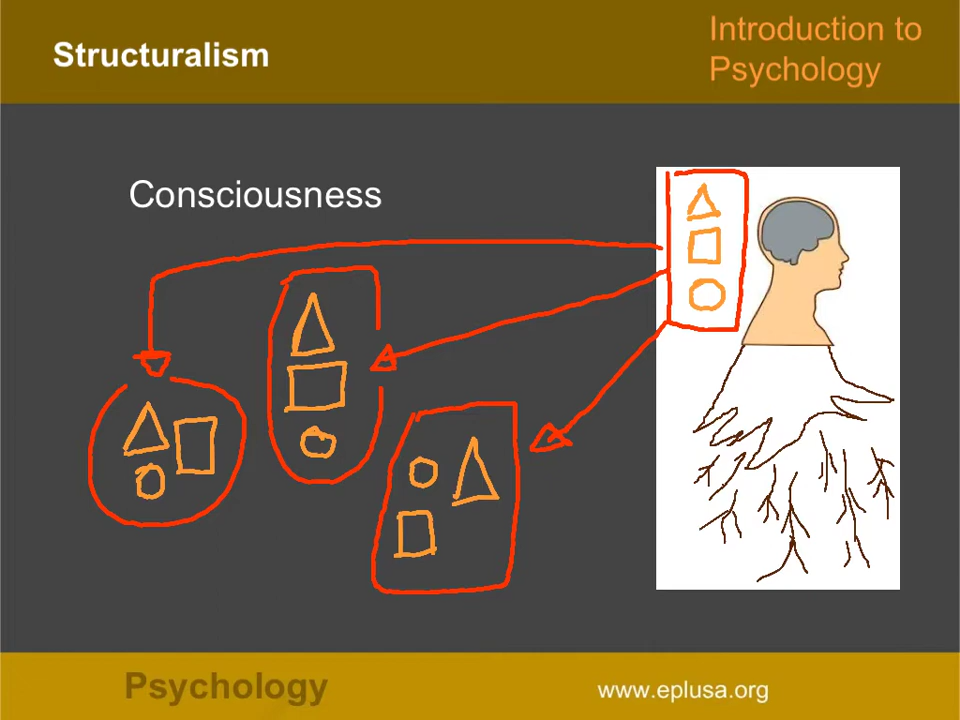 Structuralism
Introduction to
Psychology
Consciousness
Psychology
www.eplusa.org